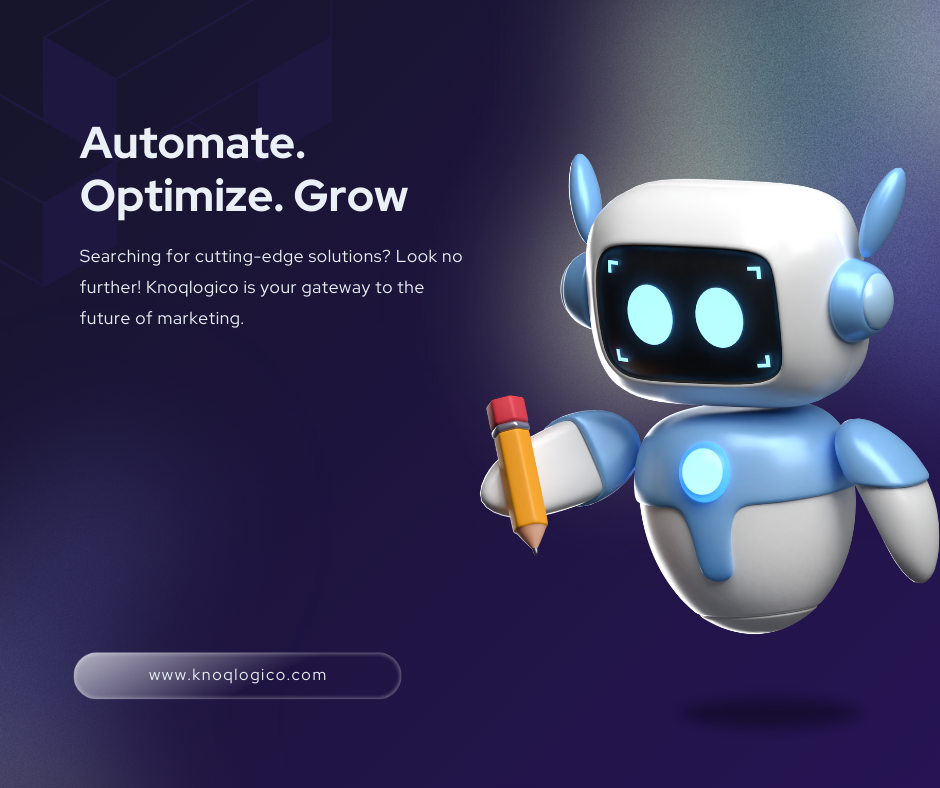 Automate.
Optimize. Grow
Searching for cutting-edge solutions? Look no
further! Knoqlogico is your gateway to the
future of marketing.
www.knoqlogico.com